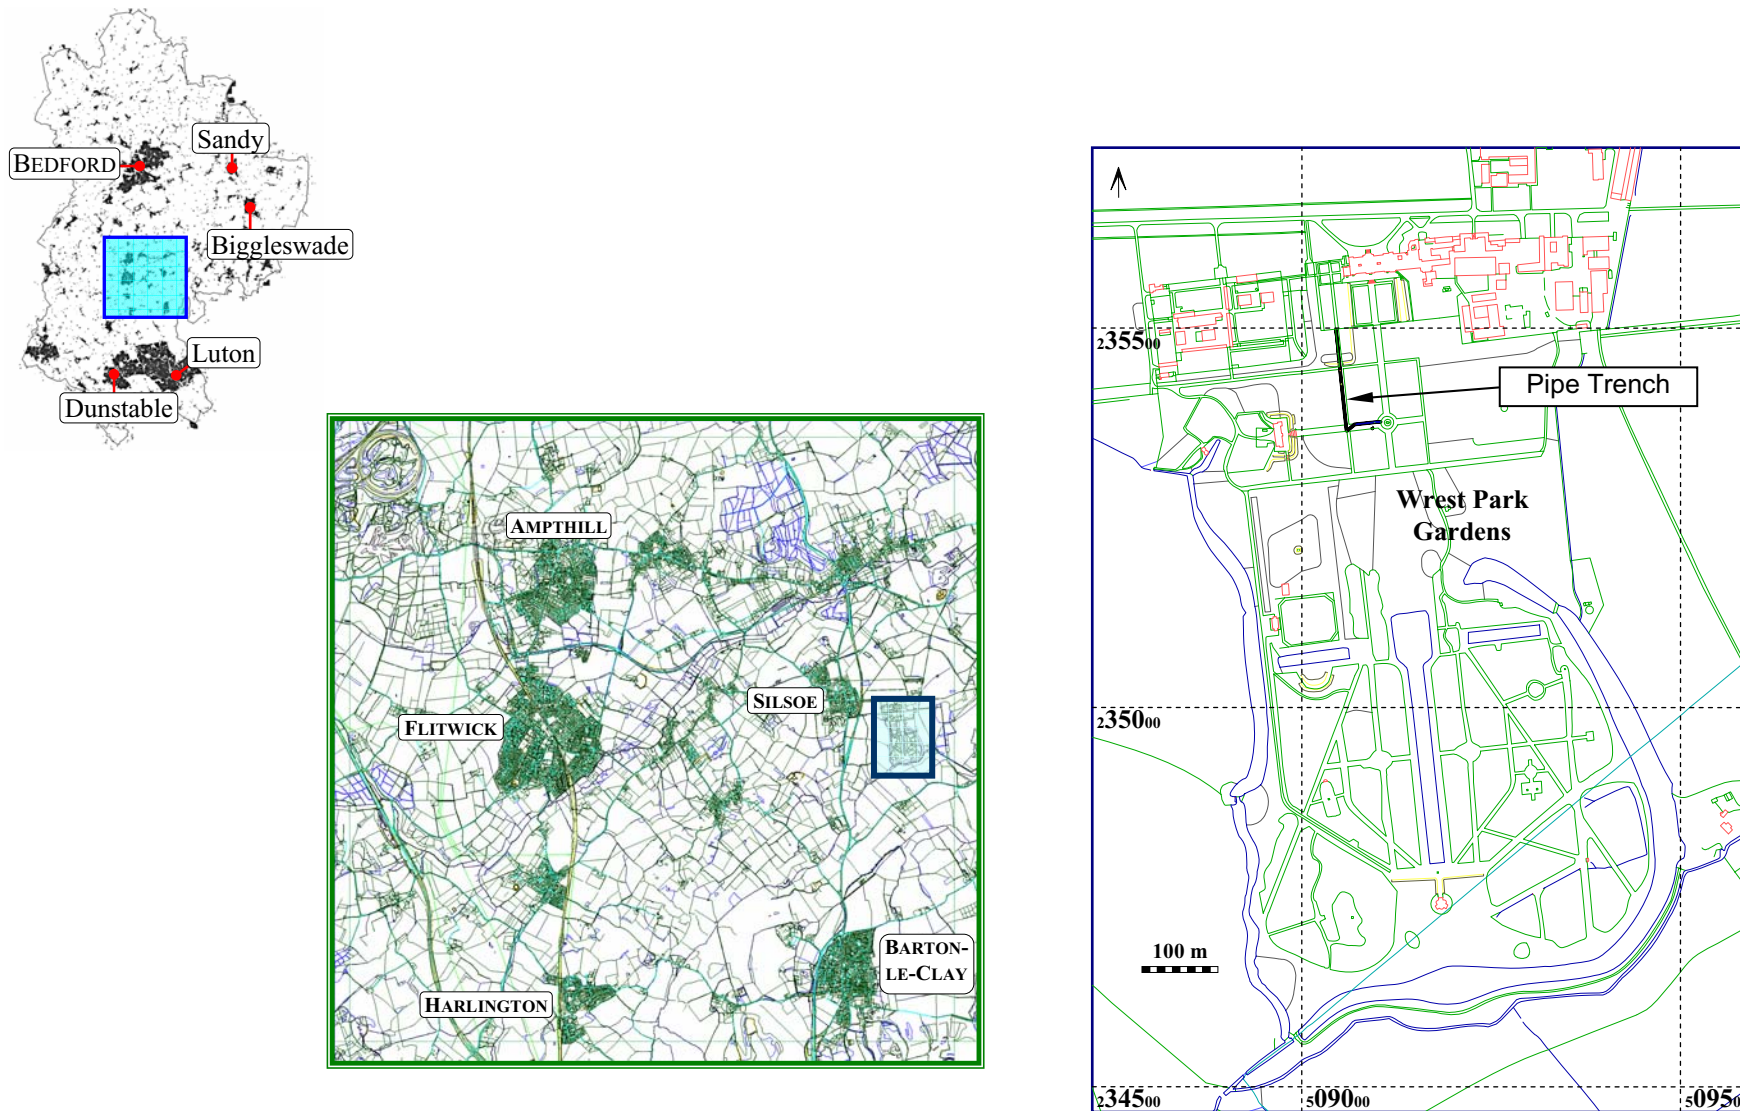 Sandy
BEDFORD
Biggleswade
Luton
Dunstable
AMPTHILL
SILSOE
FLITWICK
BARTON-
LE-CLAY
HARLINGTON
235500
Pipe Trench
Wrest Park
Gardens
235000
100 m
234500
509000
50950